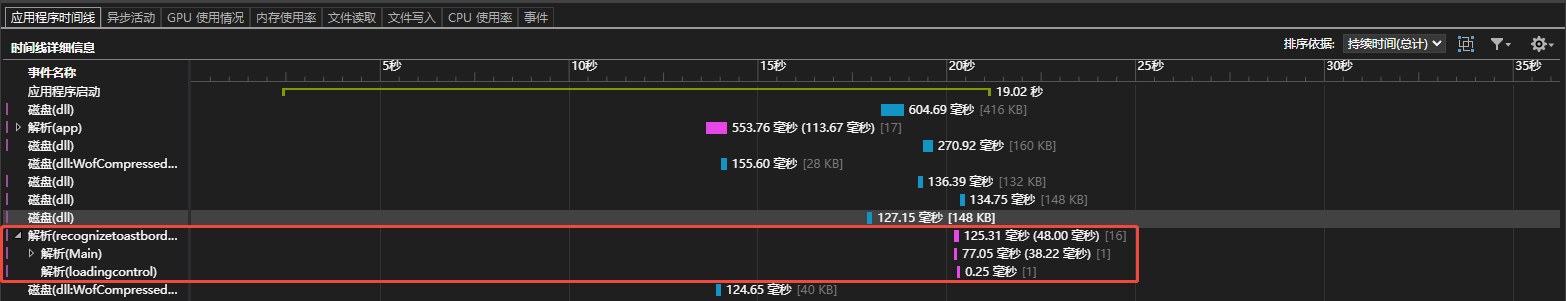 应用程序时间线 异步活动 GPU 使用情况 内存使用率 文件读取 文件写入 CPU 使用率 事件
时间线详细信息 排序依据: 持续时间(总计)
事件名称 5秒 10秒 15秒 20秒 25秒 30秒 35秒
应用程序启动 19.02 秒
磁盘(dll) 604.69 毫秒 [416 KB]
解析(app) 553.76 毫秒 (113.67 毫秒) [17]
磁盘(dll) 270.92 毫秒 [160 KB]
磁盘(dll:WofCompressed... 155.60 毫秒 [28 KB]
磁盘(dll) 136.39 毫秒 [132 KB]
磁盘(dll) 134.75 毫秒 [148 KB]
磁盘(dll) 127.15 毫秒 [148 KB]
解析(recognizetoastbord... 125.31 毫秒 (48.00 毫秒) [16]
解析(Main) 77.05 毫秒 (38.22 毫秒) [1]
解析(loadingcontrol) 0.25 毫秒 [1]
磁盘(dll:WofCompressed... 124.65 毫秒 [40 KB]